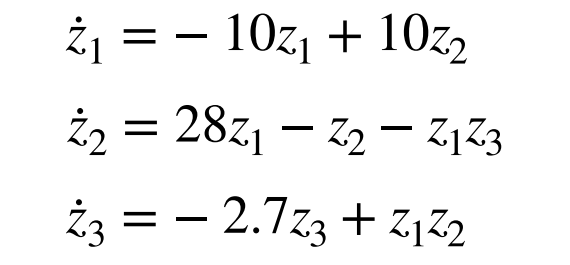 ż₁ = − 10z₁ + 10z₂
ż₂ = 28z₁ − z₂ − z₁z₃
ż₃ = − 2.7z₃ + z₁z₂